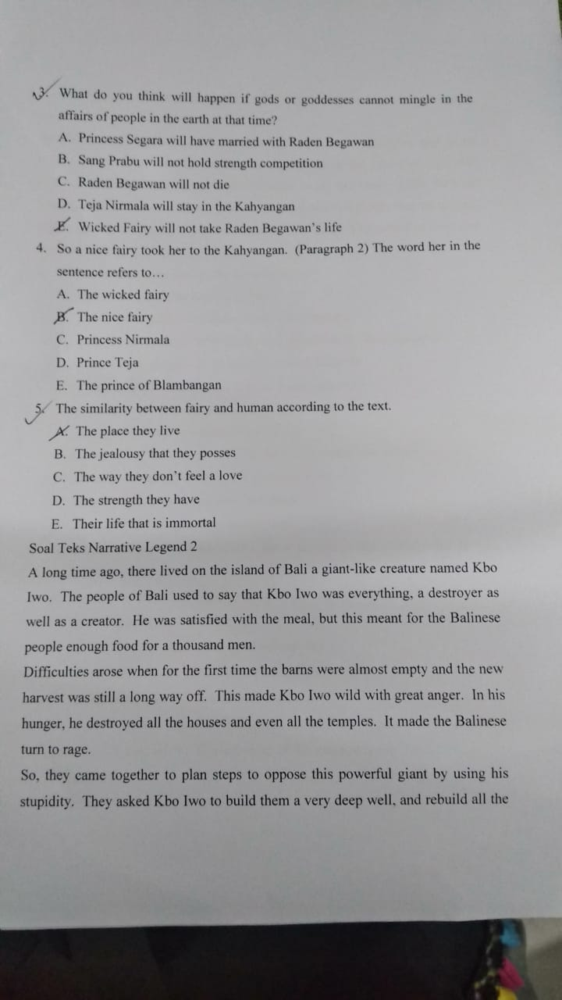 3. What do you think will happen if gods or goddesses cannot mingle in the
affairs of people in the earth at that time?
A. Princess Segara will have married with Raden Begawan
B. Sang Prabu will not hold strength competition
C. Raden Begawan will not die
D. Teja Nirmala will stay in the Kahyangan
E. Wicked Fairy will not take Raden Begawan's life
4. So a nice fairy took her to the Kahyangan. (Paragraph 2) The word her in the
sentence refers to…
A. The wicked fairy
B. The nice fairy
C. Princess Nirmala
D. Prince Teja
E. The prince of Blambangan
5. The similarity between fairy and human according to the text.
A. The place they live
B. The jealousy that they posses
C. The way they don't feel a love
D. The strength they have
E. Their life that is immortal
Soal Teks Narrative Legend 2
A long time ago, there lived on the island of Bali a giant-like creature named Kbo
Iwo. The people of Bali used to say that Kbo Iwo was everything, a destroyer as
well as a creator. He was satisfied with the meal, but this meant for the Balinese
people enough food for a thousand men.
Difficulties arose when for the first time the barns were almost empty and the new
harvest was still a long way off. This made Kbo Iwo wild with great anger. In his
hunger, he destroyed all the houses and even all the temples. It made the Balinese
turn to rage.
So, they came together to plan steps to oppose this powerful giant by using his
stupidity. They asked Kbo Iwo to build them a very deep well, and rebuild all the